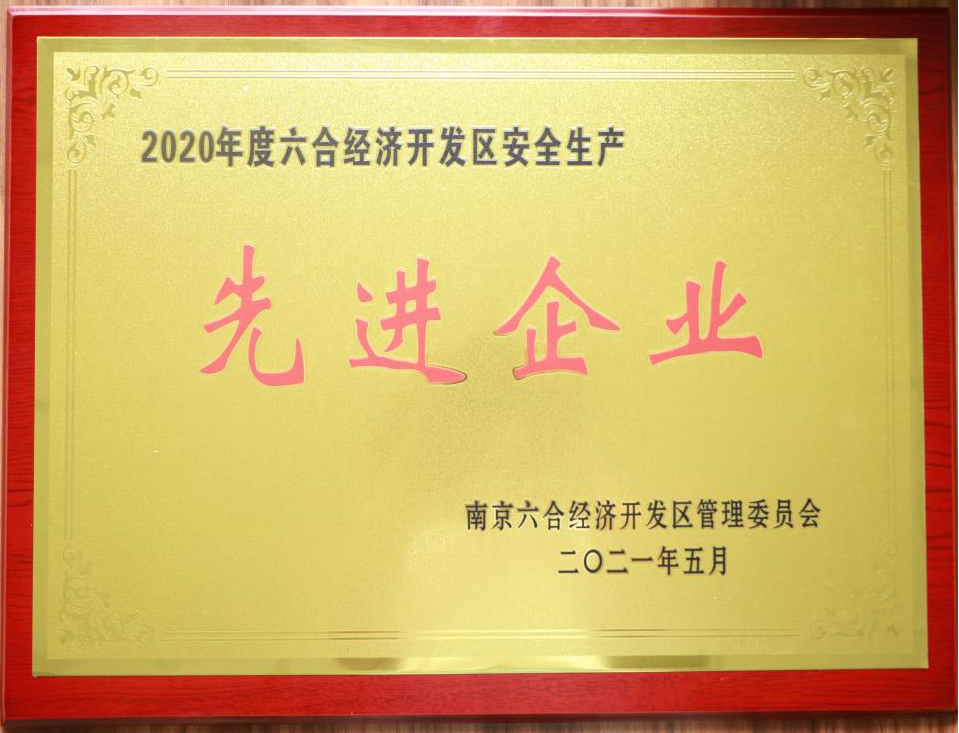 2020年度六合经济开发区安全生产
先进企业
南京六合经济开发区管理委员会
二〇二一年五月